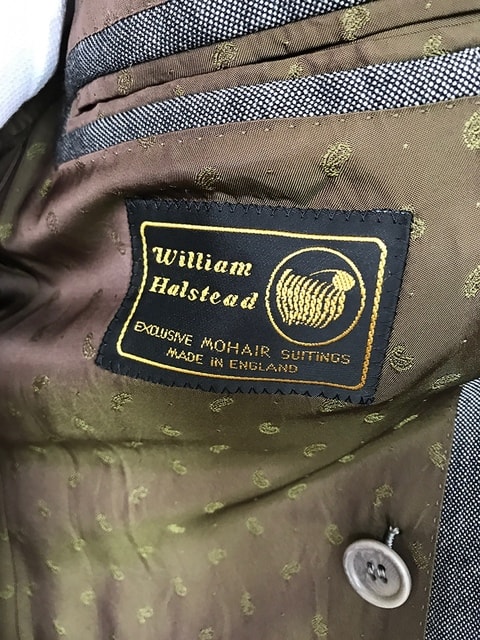 William
Halstead
EXCLUSIVE MOHAIR SUITINGS
MADE IN ENGLAND